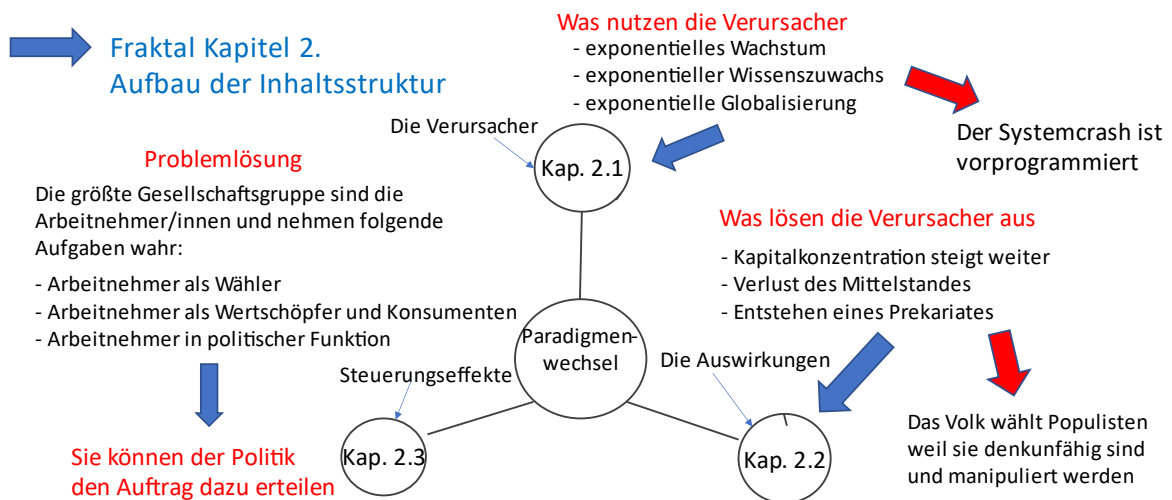 Fraktal Kapitel 2.
Aufbau der Inhaltsstruktur
Was nutzen die Verursacher
- exponentielles Wachstum
- exponentieller Wissenszuwachs
- exponentielle Globalisierung
Der Systemcrash ist
vorprogrammiert
Die Verursacher
Kap. 2.1
Problemlösung
Die größte Gesellschaftsgruppe sind die
Arbeitnehmer/innen und nehmen folgende
Aufgaben wahr:
- Arbeitnehmer als Wähler
- Arbeitnehmer als Wertschöpfer und Konsumenten
- Arbeitnehmer in politischer Funktion
Was lösen die Verursacher aus
- Kapitalkonzentration steigt weiter
- Verlust des Mittelstandes
- Entstehen eines Prekariates
Paradigmen-
wechsel
Steuerungseffekte
Die Auswirkungen
Sie können der Politik
den Auftrag dazu erteilen
Kap. 2.3
Kap. 2.2
Das Volk wählt Populisten
weil sie denkunfähig sind
und manipuliert werden